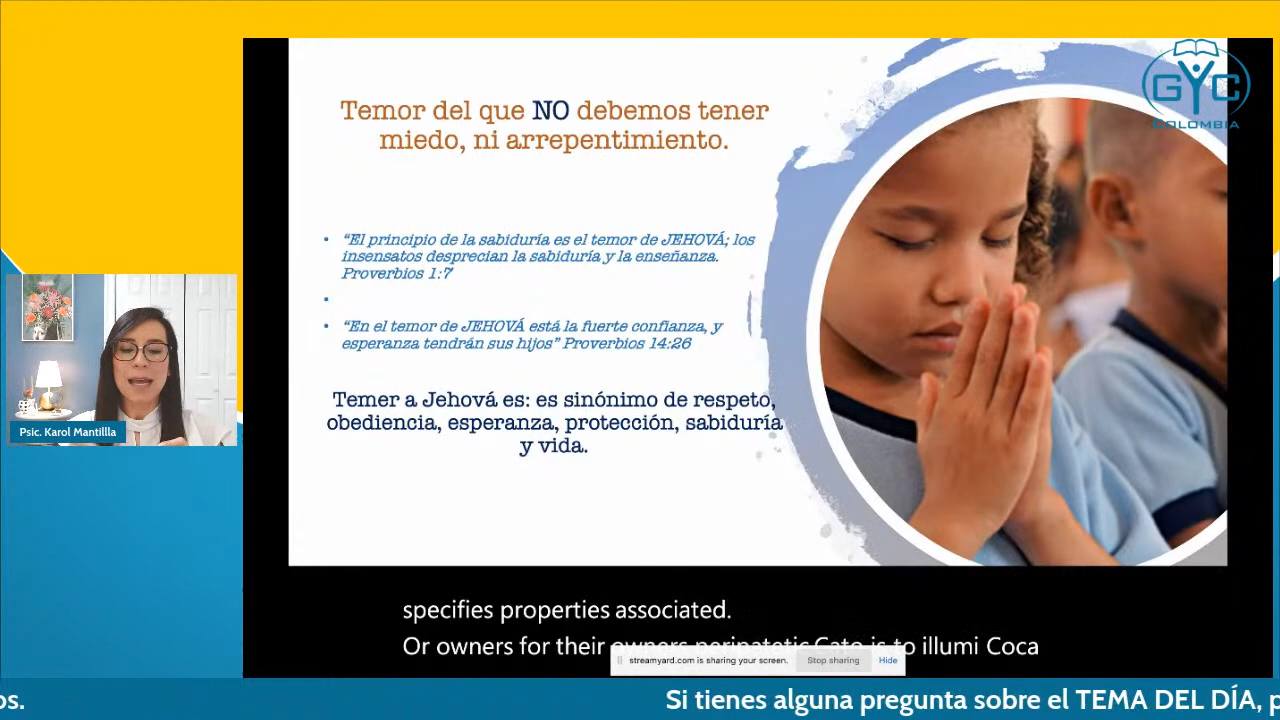 GYC
COLOMBIA
Temor del que NO debemos tener
miedo, ni arrepentimiento.
• “El principio de la sabiduría es el temor de JEHOVÁ; los
insensatos desprecian la sabiduría y la enseñanza.
Proverbios 1:7
•
• “En el temor de JEHOVÁ está la fuerte confianza, y
esperanza tendrán sus hijos” Proverbios 14:26
Temer a Jehová es: es sinónimo de respeto,
obediencia, esperanza, protección, sabiduría
y vida.
Psic. Karol Mantillla
specifies properties associated.
Or owners for their owners peripatetic Cato is to illumi Coca
streamyard.com is sharing your screen. Stop sharing Hide
os. Si tienes alguna pregunta sobre el TEMA DEL DÍA, p